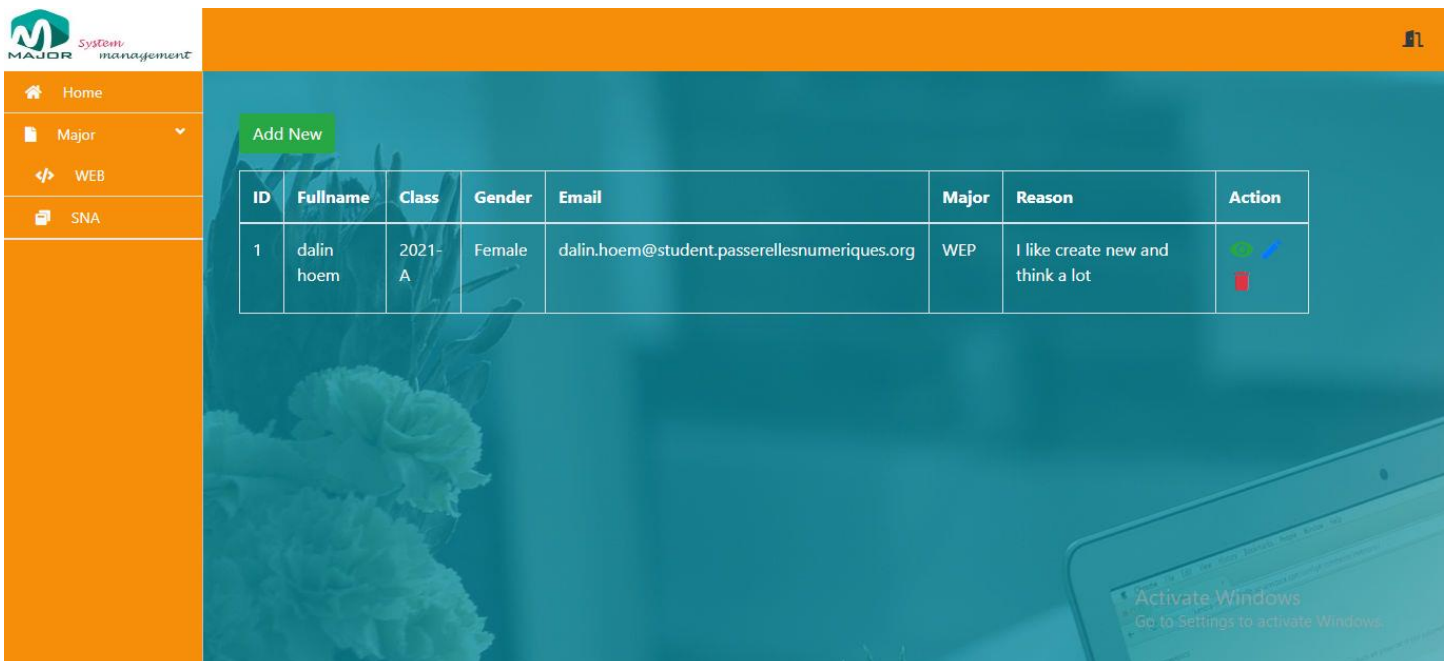 System
MAJOR management
Home
Major
WEB
SNA
Add New
ID Fullname Class Gender Email Major Reason Action
1 dalin 2021- Female dalin.hoem@student.passerellesnumeriques.org WEP I like create new and
hoem A think a lot
Activate Windows
Go to Settings to activate Windows.